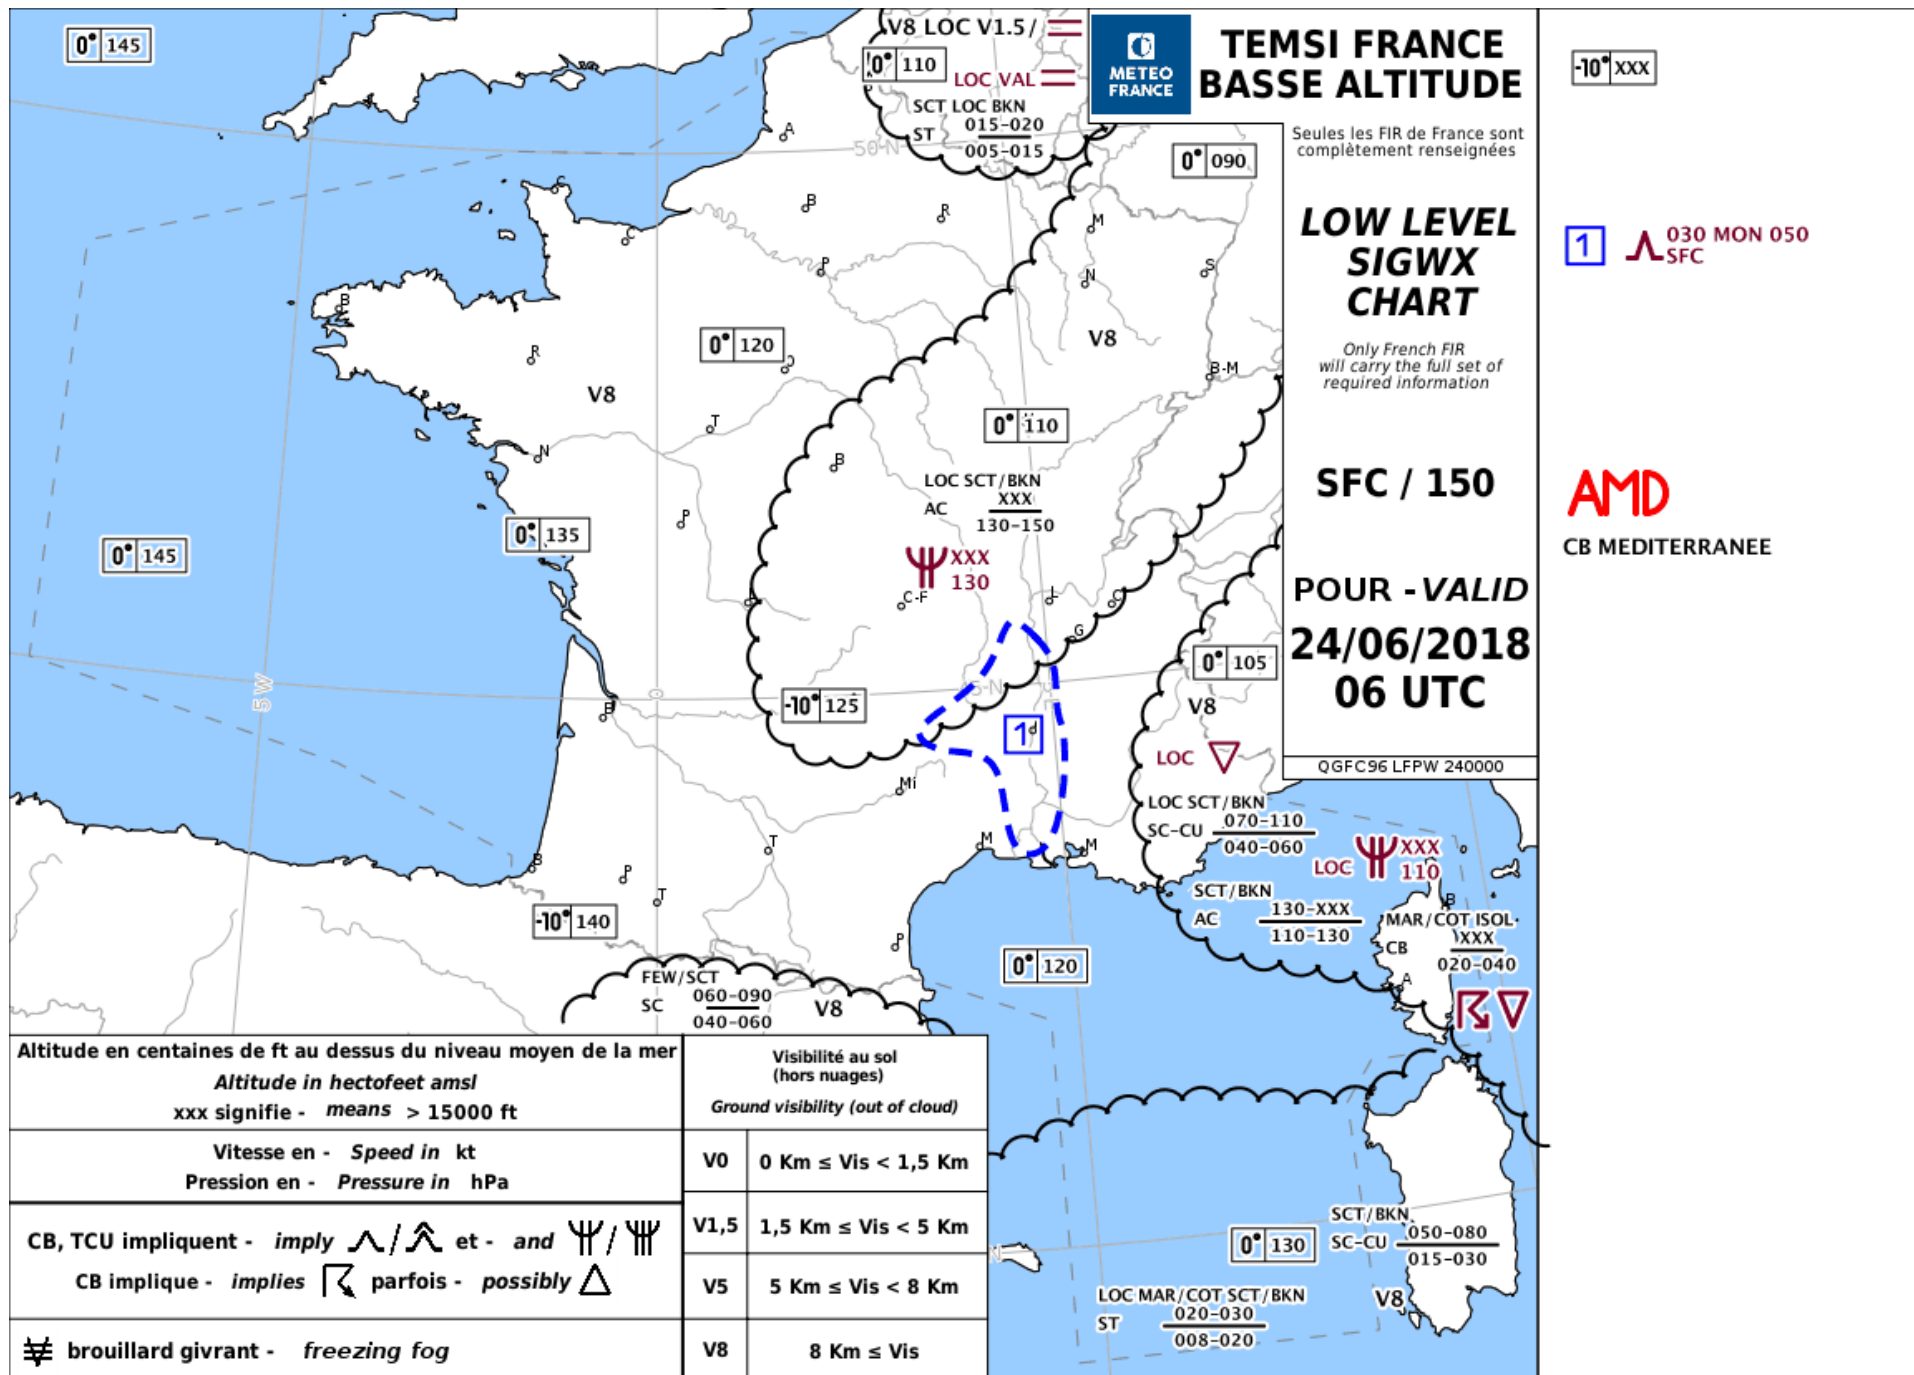 0° 145
V8 LOC V1.5/
0° 110
LOC VAL
SCT LOC BKN
ST 015-020
005-015
50 N
METEO
FRANCE
TEMSI FRANCE
BASSE ALTITUDE
Seules les FIR de France sont
complètement renseignées
LOW LEVEL
SIGWX
CHART
Only French FIR
will carry the full set of
required information
SFC / 150
POUR - VALID
24/06/2018
06 UTC
QGFC96 LFPW 240000
-10° XXX
1 030 MON 050
SFC
AMD
CB MEDITERRANEE
0° 090
A
C
B
R
M
C
P
N
S
B
R
V8
0° 120
O
V8
B-M
T
N
B
0° 110
LOC SCT/BKN
XXX
AC
130-150
XXX
130
C-F
L
C
G
P
0° 135
0° 145
5 W
0
45 N
-10° 125
1
d
B
Mi
M
M
T
B
P
T
P
-10° 140
0° 105
V8
LOC
LOC SCT/BKN
SC-CU 070-110
040-060
LOC XXX
110
SCT/BKN
AC 130-XXX
110-130
B
MAR/COT ISOL
CB XXX
020-040
A
0° 120
FEW/SCT
SC 060-090
040-060
V8
0° 130
SCT/BKN
SC-CU 050-080
015-030
V8
LOC MAR/COT SCT/BKN
ST 020-030
008-020
N
Altitude en centaines de ft au dessus du niveau moyen de la mer
Altitude in hectofeet amsl
xxx signifie - means > 15000 ft
Vitesse en - Speed in kt
Pression en - Pressure in hPa
CB, TCU impliquent - imply / et - and /
CB implique - implies parfois - possibly
brouillard givrant - freezing fog
Visibilité au sol
(hors nuages)
Ground visibility (out of cloud)
V0 0 Km ≤ Vis < 1,5 Km
V1,5 1,5 Km ≤ Vis < 5 Km
V5 5 Km ≤ Vis < 8 Km
V8 8 Km ≤ Vis